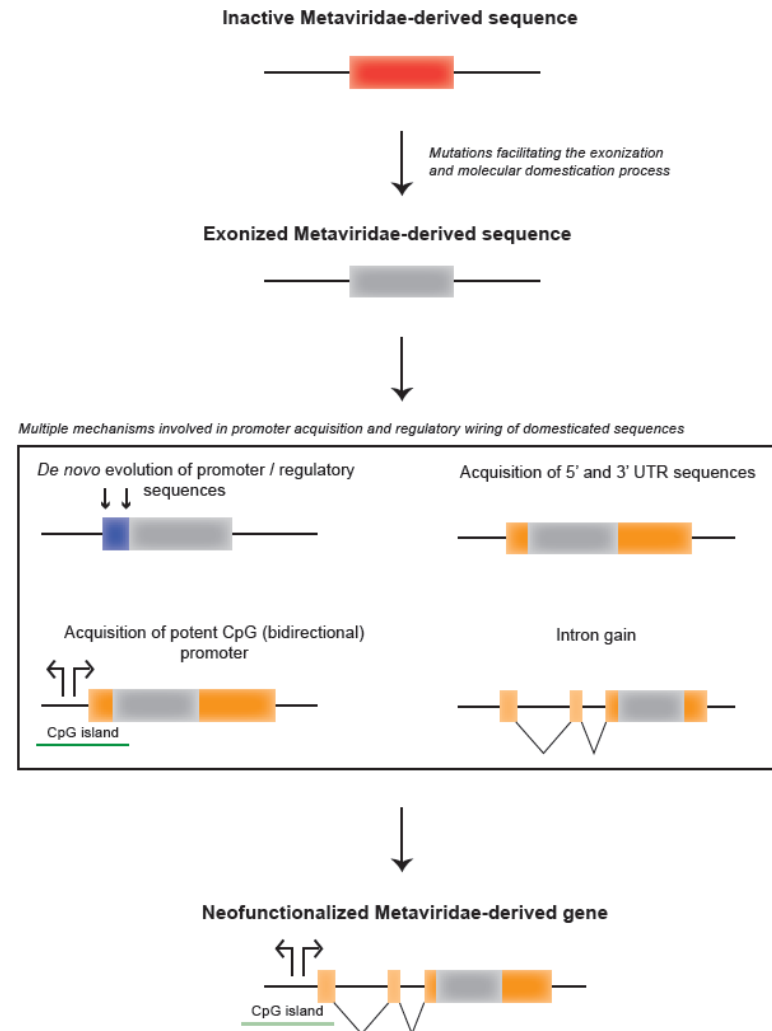 Inactive Metaviridae-derived sequence
Mutations facilitating the exonization
and molecular domestication process
Exonized Metaviridae-derived sequence
Multiple mechanisms involved in promoter acquisition and regulatory wiring of domesticated sequences
De novo evolution of promoter / regulatory
sequences
Acquisition of 5' and 3' UTR sequences
Acquisition of potent CpG (bidirectional)
promoter
CpG island
Intron gain
Neofunctionalized Metaviridae-derived gene
CpG island